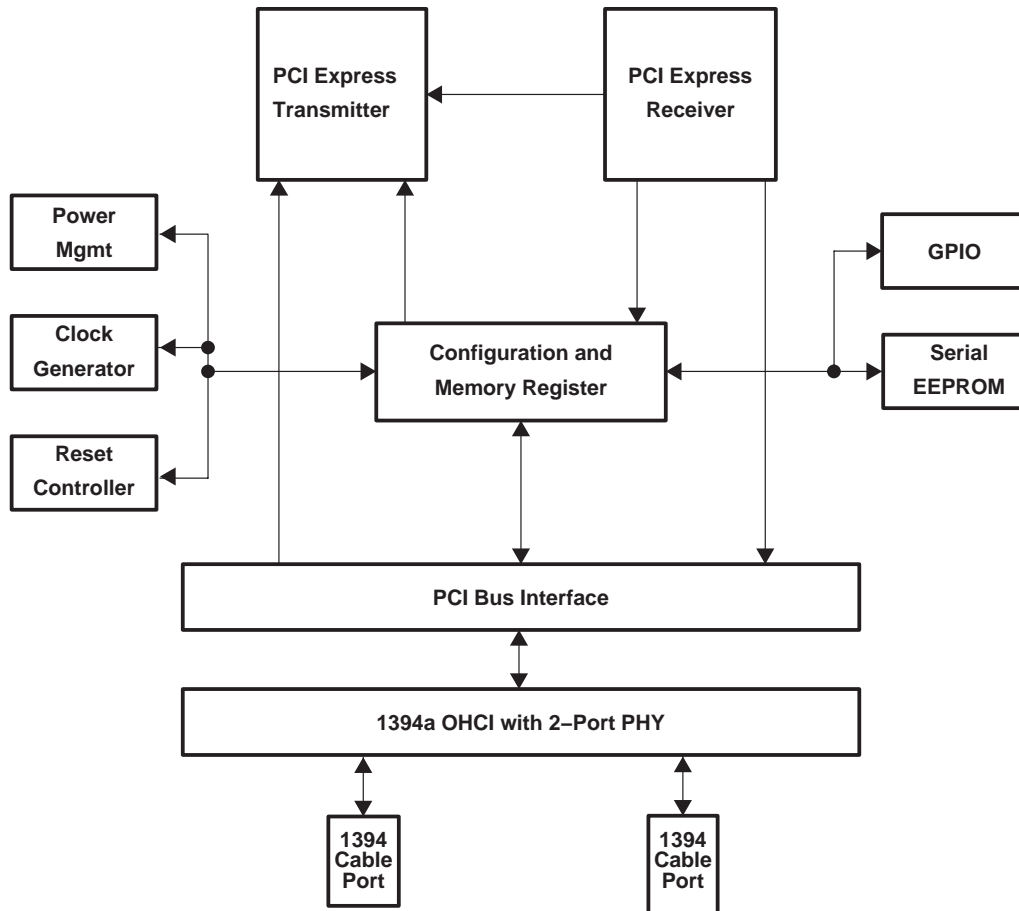 PCI Express
Transmitter
PCI Express
Receiver
Power
Mgmt
GPIO
Clock
Generator
Configuration and
Memory Register
Serial
EEPROM
Reset
Controller
PCI Bus Interface
1394a OHCI with 2–Port PHY
1394
Cable
Port
1394
Cable
Port